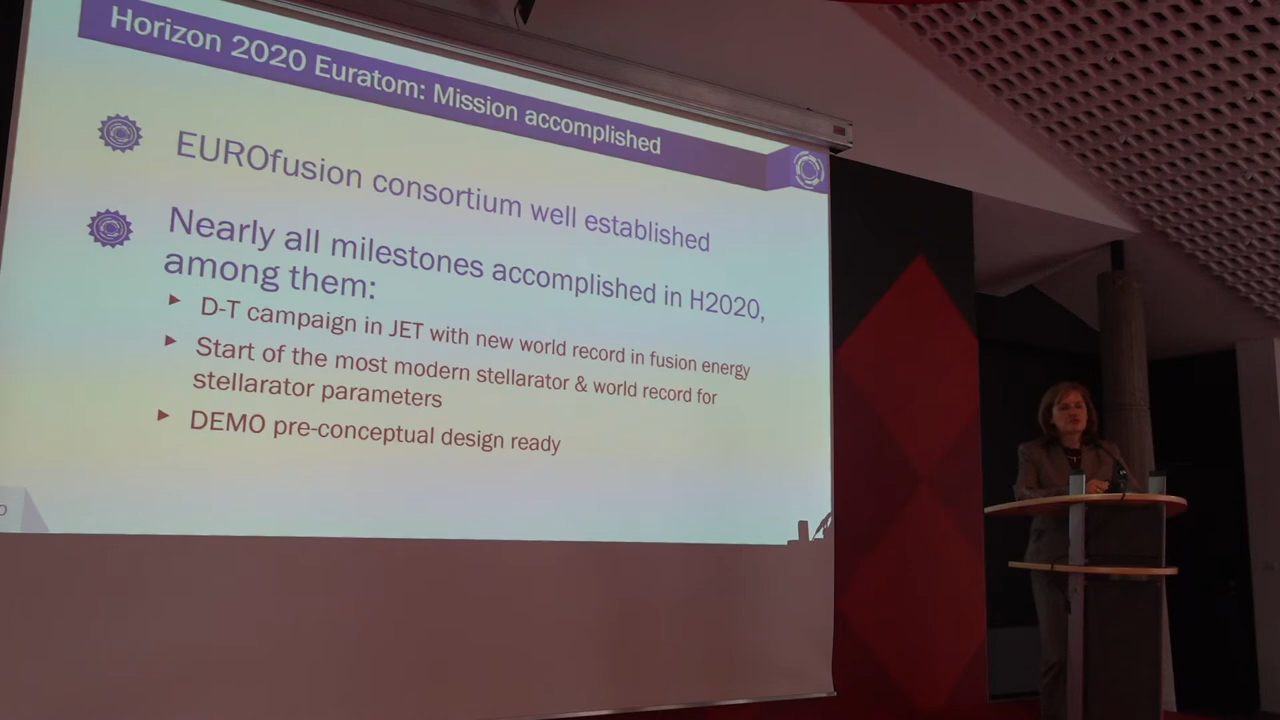 Horizon 2020 Euratom: Mission accomplished
EUROfusion consortium well established
Nearly all milestones accomplished in H2020,
among them:
D-T campaign in JET with new world record in fusion energy
Start of the most modern stellarator & world record for
stellarator parameters
DEMO pre-conceptual design ready